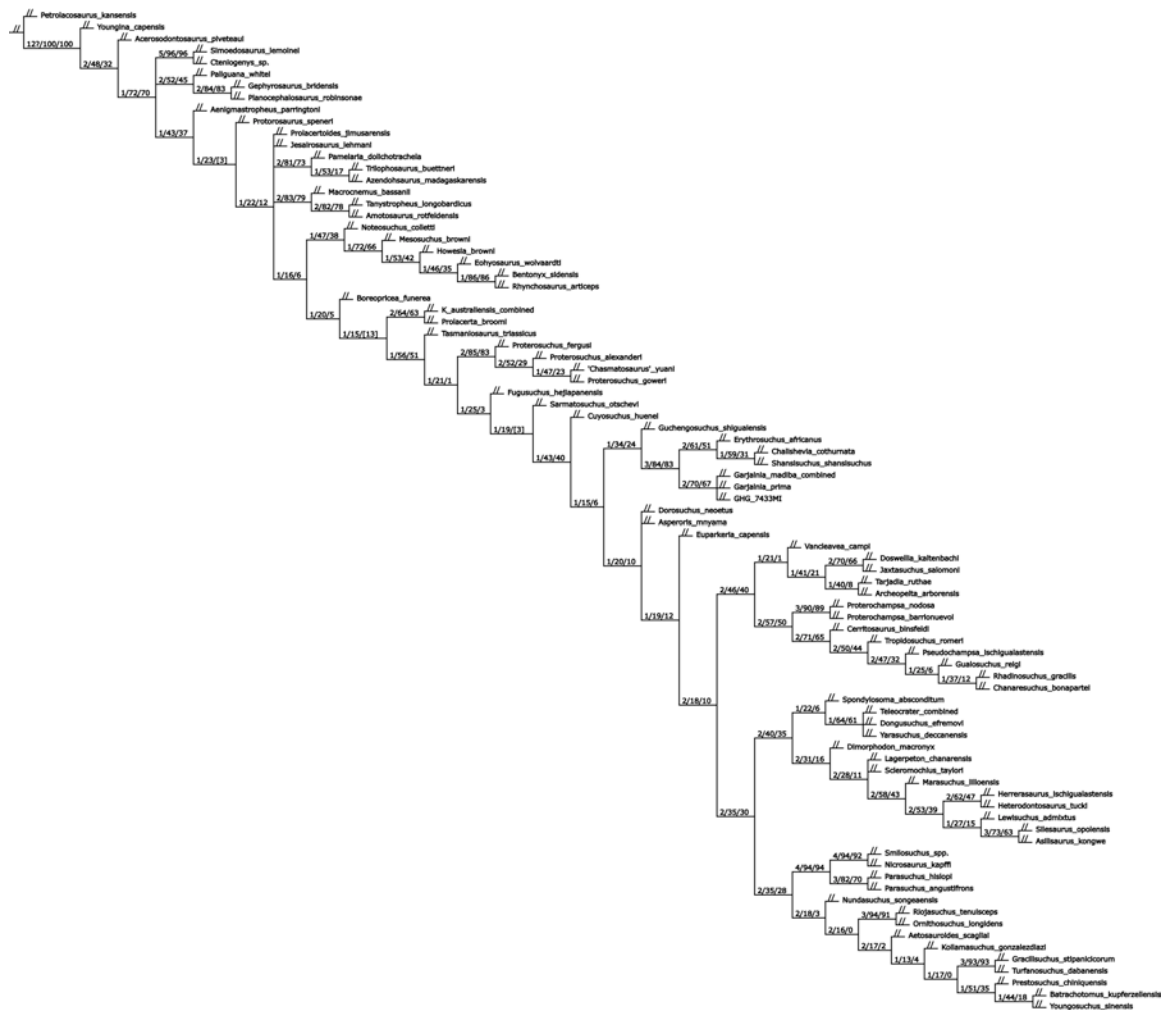 Petrolacosaurus_kansensis
Youngina_capensis
127/100/100
Acerosodontosaurus_piveteaui
2/48/32
Simoedosaurus_lemoinei
5/96/96
Cteniogenys_sp.
Paliguana_whitei
2/52/45
Gephyrosaurus_bridensis
2/84/83
Planocephalosaurus_robinsonae
1/72/70
Aenigmastropheus_parringtoni
1/43/37
Protorosaurus_speneri
Prolacertoides_jimusarensis
Jesairosaurus_lehmani
1/23/[3]
Pamelaria_dolichotrachela
2/81/73
Trilophosaurus_buettneri
1/53/17
Azendohsaurus_madagaskarensis
Macrocnemus_bassanii
2/83/79
Tanystropheus_longobardicus
1/22/12
2/82/78
Amotosaurus_rotfeldensis
Noteosuchus_colletti
1/47/38
Mesosuchus_browni
1/72/66
Howesia_browni
1/53/42
Eohyosaurus_wolvaardti
1/46/35
Bentonyx_sidensis
1/16/6
1/86/86
Rhynchosaurus_articeps
Boreopricea_funerea
K_australiensis_combined
1/20/5
2/64/63
Prolacerta_broomi
Tasmaniosaurus_triassicus
1/15/[13]
Proterosuchus_fergusi
2/85/83
Proterosuchus_alexanderi
1/56/51
2/52/29
'Chasmatosaurus'_yuani
1/47/23
Proterosuchus_goweri
1/21/1
Fugusuchus_hejiapanensis
1/25/3
Sarmatosuchus_otschevi
1/19/[3]
Cuyosuchus_huenei
Guchengosuchus_shiguaiensis
Erythrosuchus_africanus
1/34/24
2/61/51
Chalishevia_cothurnata
1/59/31
1/43/40
Shansisuchus_shansisuchus
3/84/83
Garjainia_madiba_combined
2/70/67
Garjainia_prima
GHG_7433MI
1/15/6
Dorosuchus_neoetus
Asperoris_mnyama
Euparkeria_capensis
Vancleavea_campi
1/20/10
1/21/1
Doswellia_kaltenbachi
2/70/66
Jaxtasuchus_salomoni
1/41/21
Tarjadia_ruthae
1/40/8
2/46/40
Archeopelta_arborensis
Proterochampsa_nodosa
3/90/89
Proterochampsa_barrionuevoi
1/19/12
2/57/50
Cerritosaurus_binsfeldi
2/71/65
Tropidosuchus_romeri
2/50/44
Pseudochampsa_ischigualastensis
2/47/32
Gualosuchus_reigi
1/25/6
Rhadinosuchus_gracilis
1/37/12
Chanaresuchus_bonapartei
2/18/10
Spondylosoma_absconditum
1/22/6
Teleocrater_combined
1/64/61
Dongusuchus_efremovi
Yarasuchus_deccanensis
2/40/35
Dimorphodon_macronyx
2/31/16
Lagerpeton_chanarensis
Scleromochlus_taylori
2/28/11
Marasuchus_lilloensis
2/58/43
Herrerasaurus_ischigualastensis
2/62/47
Heterodontosaurus_tucki
2/53/39
Lewisuchus_admixtus
1/27/15
Silesaurus_opolensis
2/35/30
3/73/63
Asilisaurus_kongwe
Smilosuchus_spp.
4/94/92
Nicrosaurus_kapffi
4/94/94
Parasuchus_hislopi
3/82/70
Parasuchus_angustifrons
2/35/28
Nundasuchus_songeaensis
Riojasuchus_tenuisceps
2/18/3
3/94/91
Ornithosuchus_longidens
2/16/0
Aetosauroides_scagliai
2/17/2
Koilamasuchus_gonzalezdiazi
1/13/4
Gracilisuchus_stipanicicorum
3/93/93
Turfanosuchus_dabanensis
1/17/0
Prestosuchus_chiniquensis
1/51/35
Batrachotomus_kupferzellensis
1/44/18
Youngosuchus_sinensis